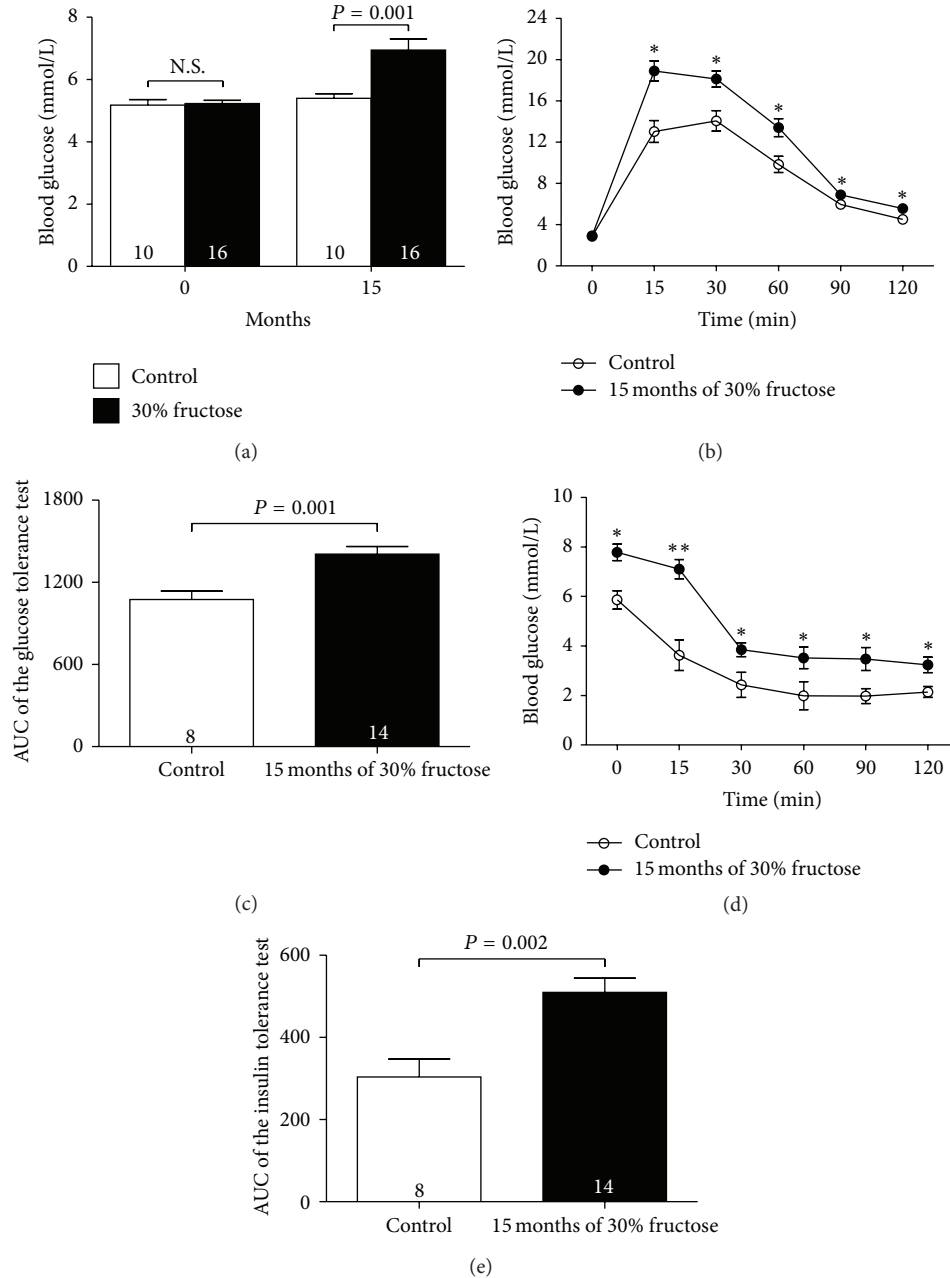 P = 0.001
N.S.
Blood glucose (mmol/L)
8
6
4
2
0
10
16
10
16
0
15
Months
Control
30% fructose
(a)
Blood glucose (mmol/L)
24
20
16
12
8
4
0
*
*
*
*
*
0
15
30
60
90
120
Time (min)
Control
15 months of 30% fructose
(b)
AUC of the glucose tolerance test
1800
1200
600
0
P = 0.001
8
14
Control
15 months of 30% fructose
(c)
Blood glucose (mmol/L)
10
8
6
4
2
0
*
**
*
*
*
*
0
15
30
60
90
120
Time (min)
Control
15 months of 30% fructose
(d)
AUC of the insulin tolerance test
600
400
200
0
P = 0.002
8
14
Control
15 months of 30% fructose
(e)